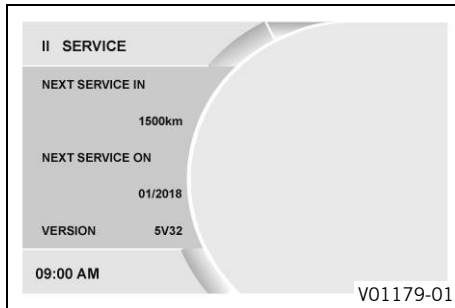 II SERVICE
NEXT SERVICE IN
1500km
NEXT SERVICE ON
01/2018
VERSION 5V32
09:00 AM
V01179-01